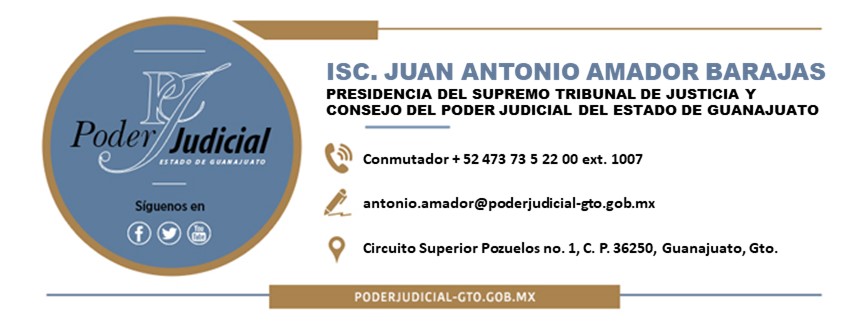 PJ
Poder Judicial
ESTADO DE GUANAJUATO
Síguenos en
You
Tube
ISC. JUAN ANTONIO AMADOR BARAJAS
PRESIDENCIA DEL SUPREMO TRIBUNAL DE JUSTICIA Y
CONSEJO DEL PODER JUDICIAL DEL ESTADO DE GUANAJUATO
Conmutador + 52 473 73 5 22 00 ext. 1007
antonio.amador@poderjudicial-gto.gob.mx
Circuito Superior Pozuelos no. 1, C. P. 36250, Guanajuato, Gto.
PODERJUDICIAL-GTO.GOB.MX